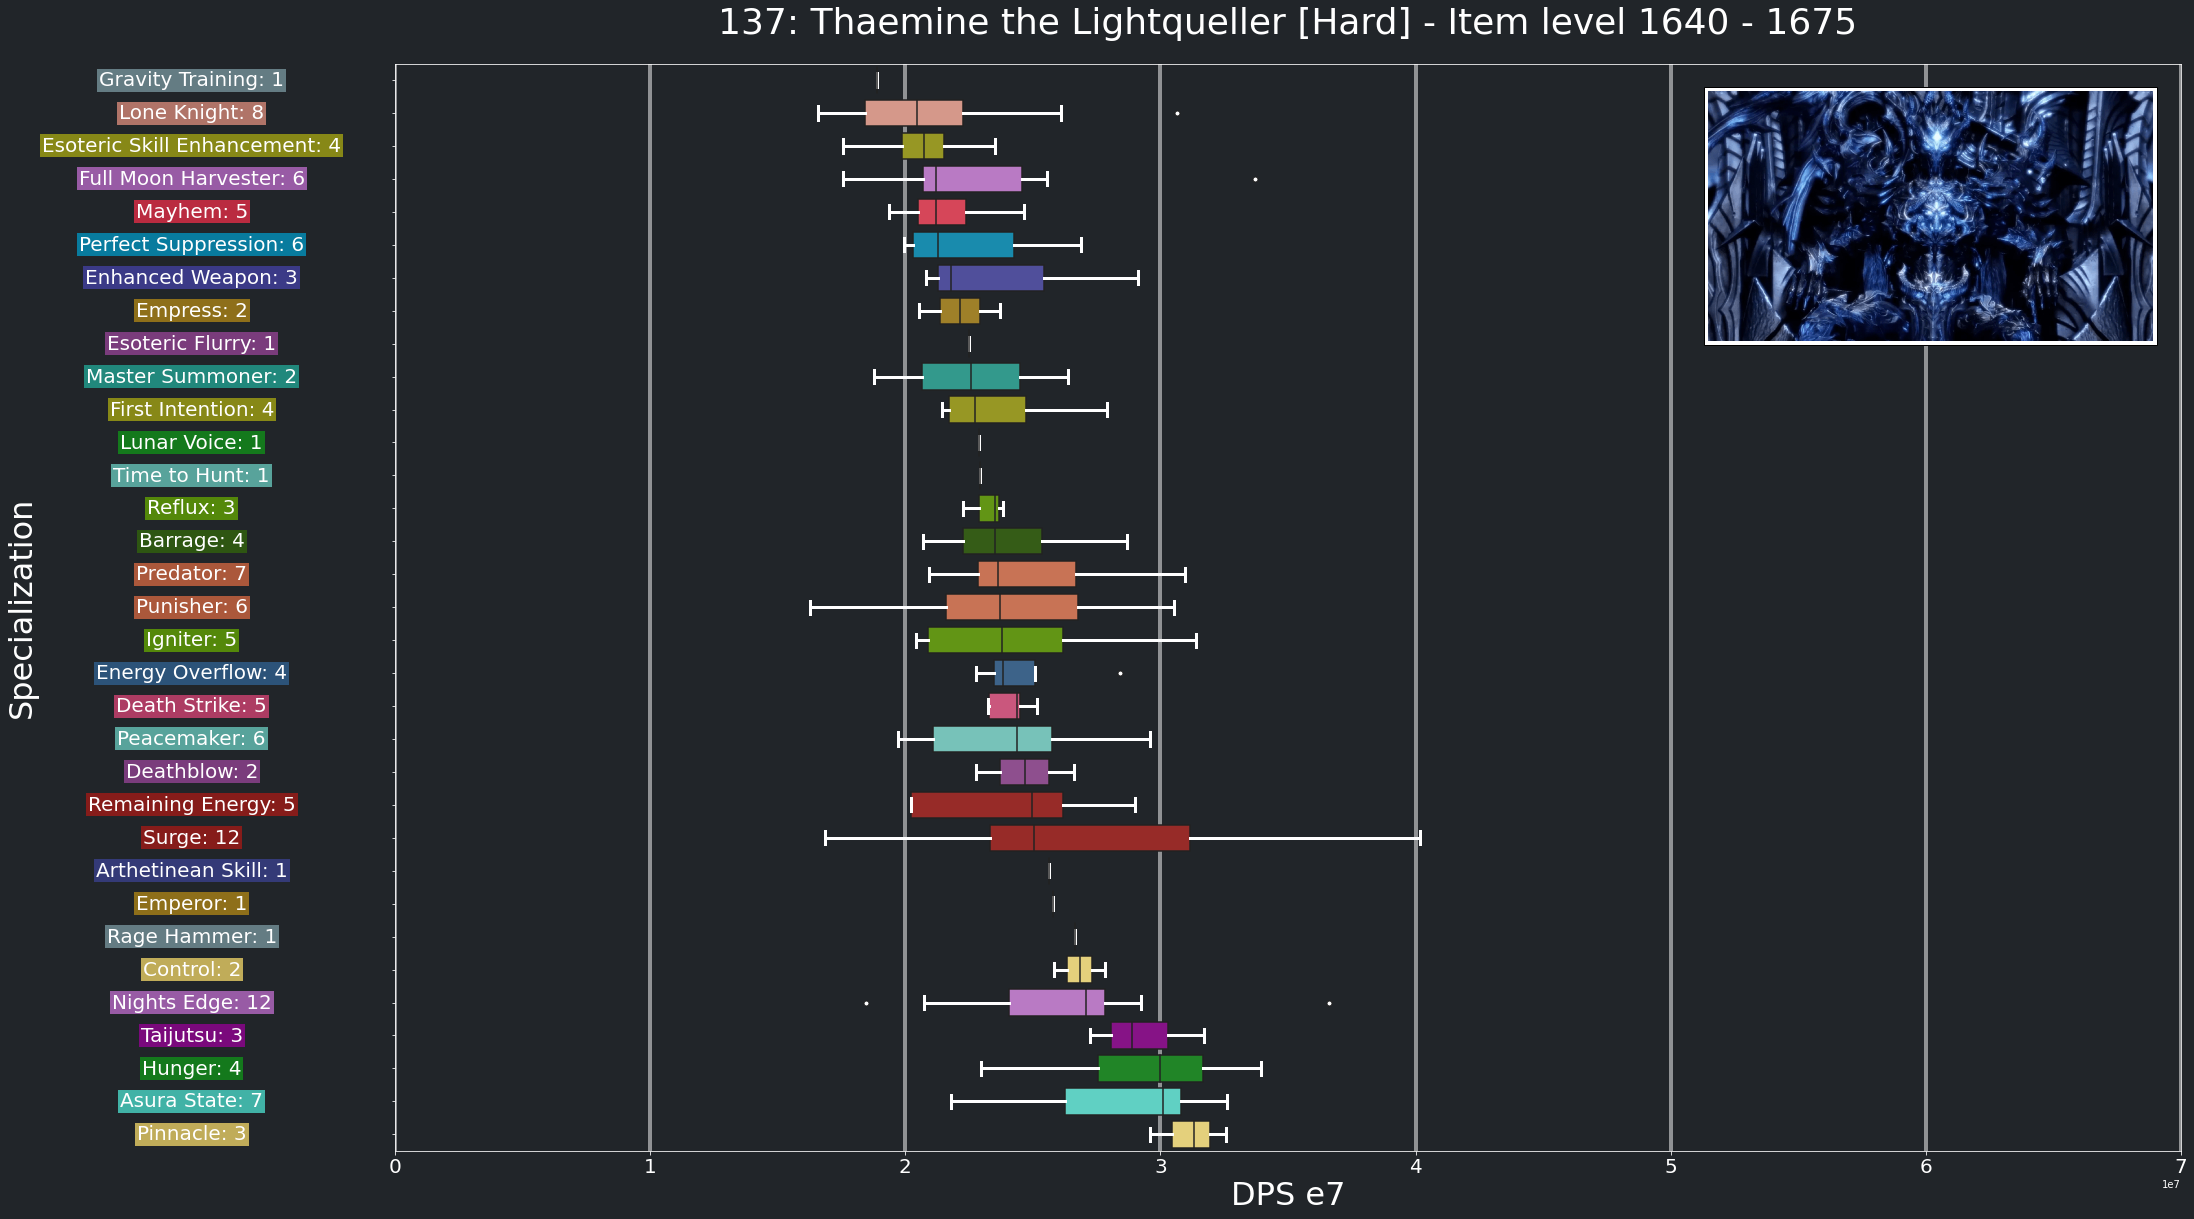 137: Thaemine the Lightqueller [Hard] - Item level 1640 - 1675
Specialization
Gravity Training: 1
Lone Knight: 8
Esoteric Skill Enhancement: 4
Full Moon Harvester: 6
Mayhem: 5
Perfect Suppression: 6
Enhanced Weapon: 3
Empress: 2
Esoteric Flurry: 1
Master Summoner: 2
First Intention: 4
Lunar Voice: 1
Time to Hunt: 1
Reflux: 3
Barrage: 4
Predator: 7
Punisher: 6
Igniter: 5
Energy Overflow: 4
Death Strike: 5
Peacemaker: 6
Deathblow: 2
Remaining Energy: 5
Surge: 12
Arthetinean Skill: 1
Emperor: 1
Rage Hammer: 1
Control: 2
Nights Edge: 12
Taijutsu: 3
Hunger: 4
Asura State: 7
Pinnacle: 3
0 1 2 3 4 5 6 7
1e7
DPS e7